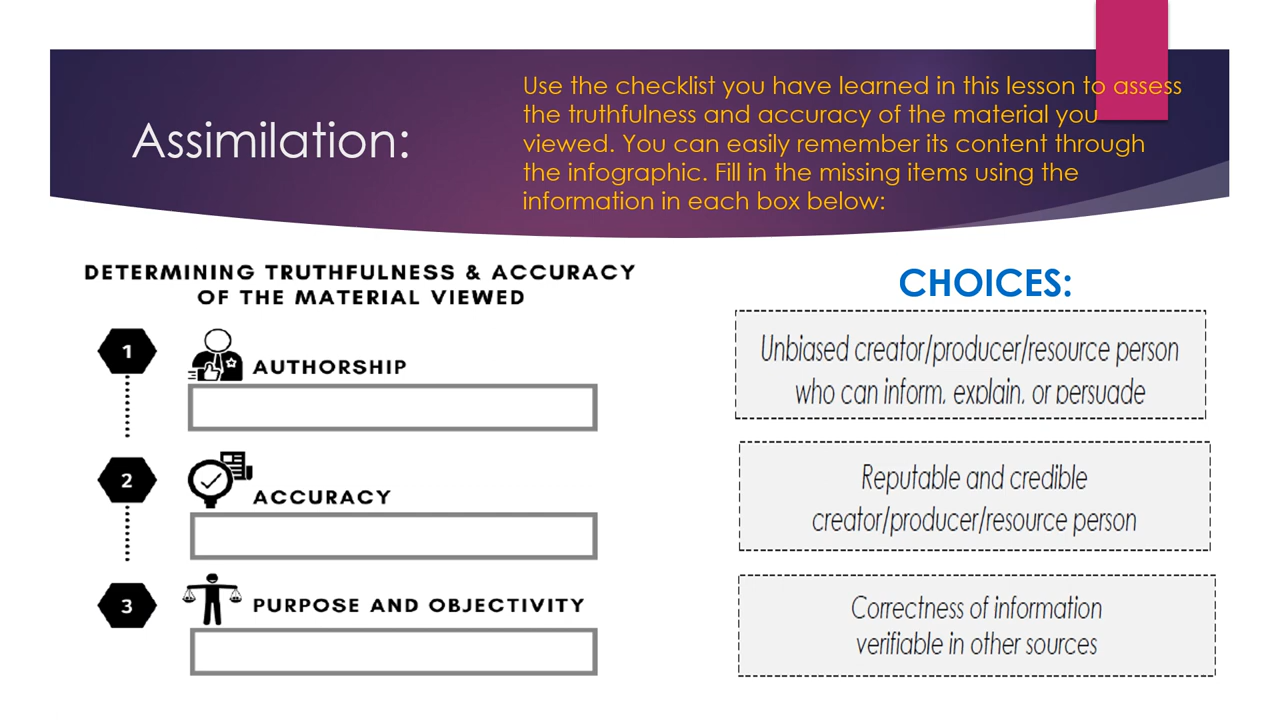 Assimilation:
Use the checklist you have learned in this lesson to assess
the truthfulness and accuracy of the material you
viewed. You can easily remember its content through
the infographic. Fill in the missing items using the
information in each box below:
DETERMINING TRUTHFULNESS & ACCURACY
OF THE MATERIAL VIEWED
1
AUTHORSHIP
2
ACCURACY
3
PURPOSE AND OBJECTIVITY
CHOICES:
Unbiased creator/producer/resource person
who can inform, explain, or persuade
Reputable and credible
creator/producer/resource person
Correctness of information
verifiable in other sources